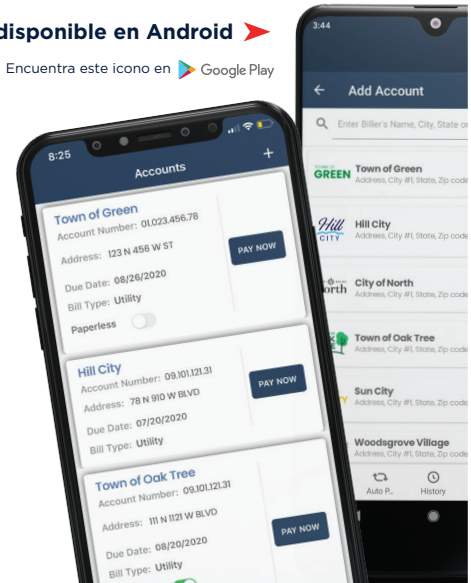 disponible en Android
Encuentra este icono en Google Play
8:25
Accounts
+
Town of Green
Account Number: 01.023.456.78
Address: 123 N 456 W ST
Due Date: 08/26/2020
Bill Type: Utility
Paperless
PAY NOW
Hill City
Account Number: 09.101.121.31
Address: 78 N 910 W BLVD
Due Date: 07/20/2020
Bill Type: Utility
PAY NOW
Town of Oak Tree
Account Number: 09.101.121.31
Address: 111 N 1121 W BLVD
Due Date: 08/20/2020
Bill Type: Utility
PAY NOW
3:44
Add Account
Enter Biller's Name, City, State or
GREEN
Town of Green
Address, City #1, State, Zip code
Hill
CITY
Hill City
Address, City #1, State, Zip code
orth
City of North
Address, City #1, State, Zip code
Town of Oak Tree
Address, City #1, State, Zip code
Sun City
Address, City #1, State, Zip code
Woodsgrove Village
Address, City #1, State, Zip code
Auto P...
History